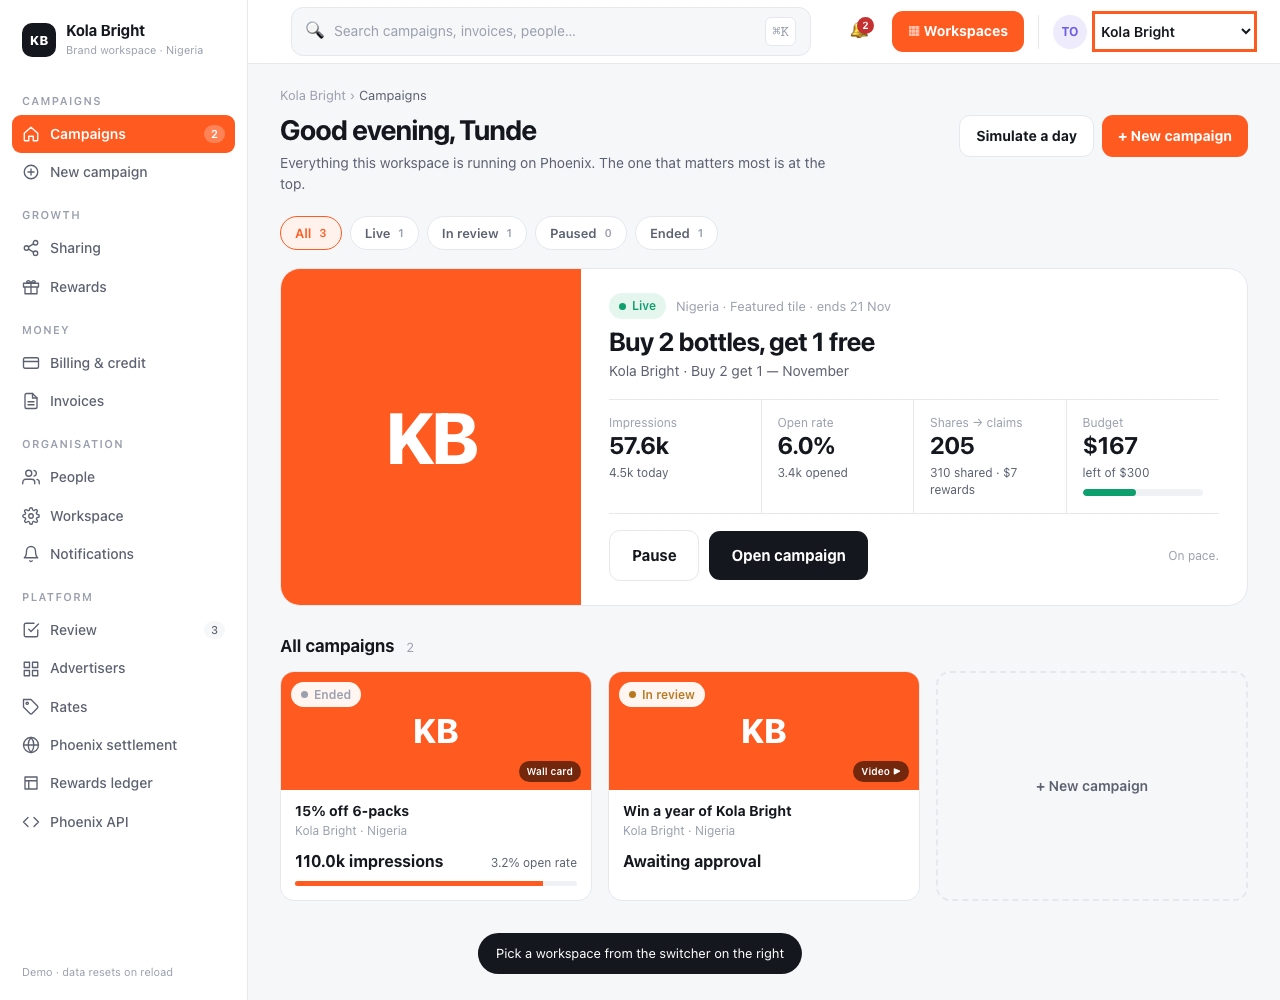 KB
Kola Bright
Brand workspace · Nigeria
CAMPAIGNS
Campaigns 2
New campaign
GROWTH
Sharing
Rewards
MONEY
Billing & credit
Invoices
ORGANISATION
People
Workspace
Notifications
PLATFORM
Review 3
Advertisers
Rates
Phoenix settlement
Rewards ledger
Phoenix API
Demo · data resets on reload
Search campaigns, invoices, people… ⌘K
2
Workspaces
TO
Kola Bright
Kola Bright › Campaigns
Good evening, Tunde
Everything this workspace is running on Phoenix. The one that matters most is at the
top.
Simulate a day
+ New campaign
All 3
Live 1
In review 1
Paused 0
Ended 1
KB
Live Nigeria · Featured tile · ends 21 Nov
Buy 2 bottles, get 1 free
Kola Bright · Buy 2 get 1 — November
Impressions
57.6k
4.5k today
Open rate
6.0%
3.4k opened
Shares → claims
205
310 shared · $7
rewards
Budget
$167
left of $300
Pause
Open campaign
On pace.
All campaigns 2
Ended
KB
Wall card
15% off 6-packs
Kola Bright · Nigeria
110.0k impressions 3.2% open rate
In review
KB
Video ▶
Win a year of Kola Bright
Kola Bright · Nigeria
Awaiting approval
+ New campaign
Pick a workspace from the switcher on the right